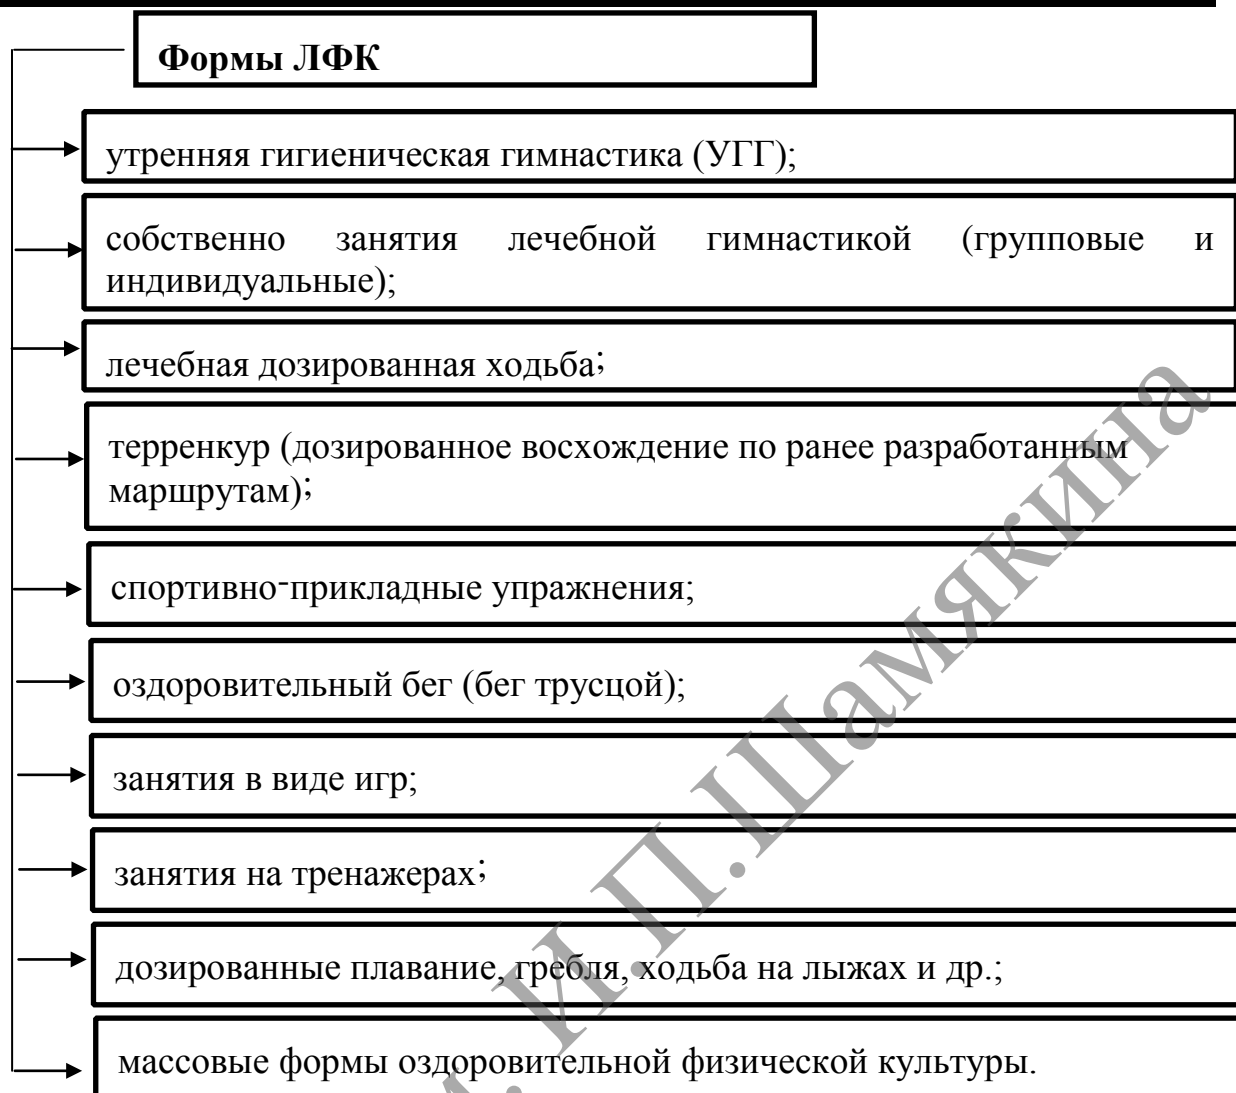 Формы ЛФК
утренняя гигиеническая гимнастика (УГГ);
собственно занятия лечебной гимнастикой (групповые и
индивидуальные);
лечебная дозированная ходьба;
терренкур (дозированное восхождение по ранее разработанным
маршрутам);
спортивно-прикладные упражнения;
оздоровительный бег (бег трусцой);
занятия в виде игр;
занятия на тренажерах;
дозированные плавание, гребля, ходьба на лыжах и др.;
массовые формы оздоровительной физической культуры.
И.П.Шамякина